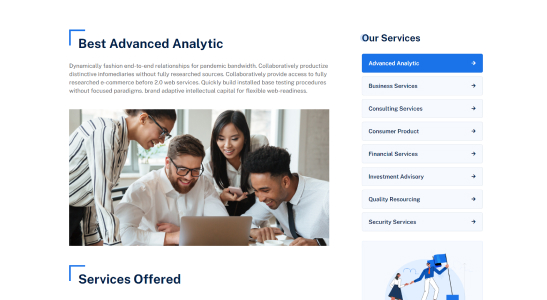 Best Advanced Analytic
Dynamically fashion end-to-end relationships for pandemic bandwidth. Collaboratively productize
distinctive infomediaries without fully researched sources. Collaboratively provide access to fully
researched e-commerce before 2.0 web services. Quickly build installed base testing procedures
without focused paradigms. brand adaptive intellectual capital for flexible web-readiness.
Services Offered
Our Services
Advanced Analytic
Business Services
Consulting Services
Consumer Product
Financial Services
Investment Advisory
Quality Resourcing
Security Services